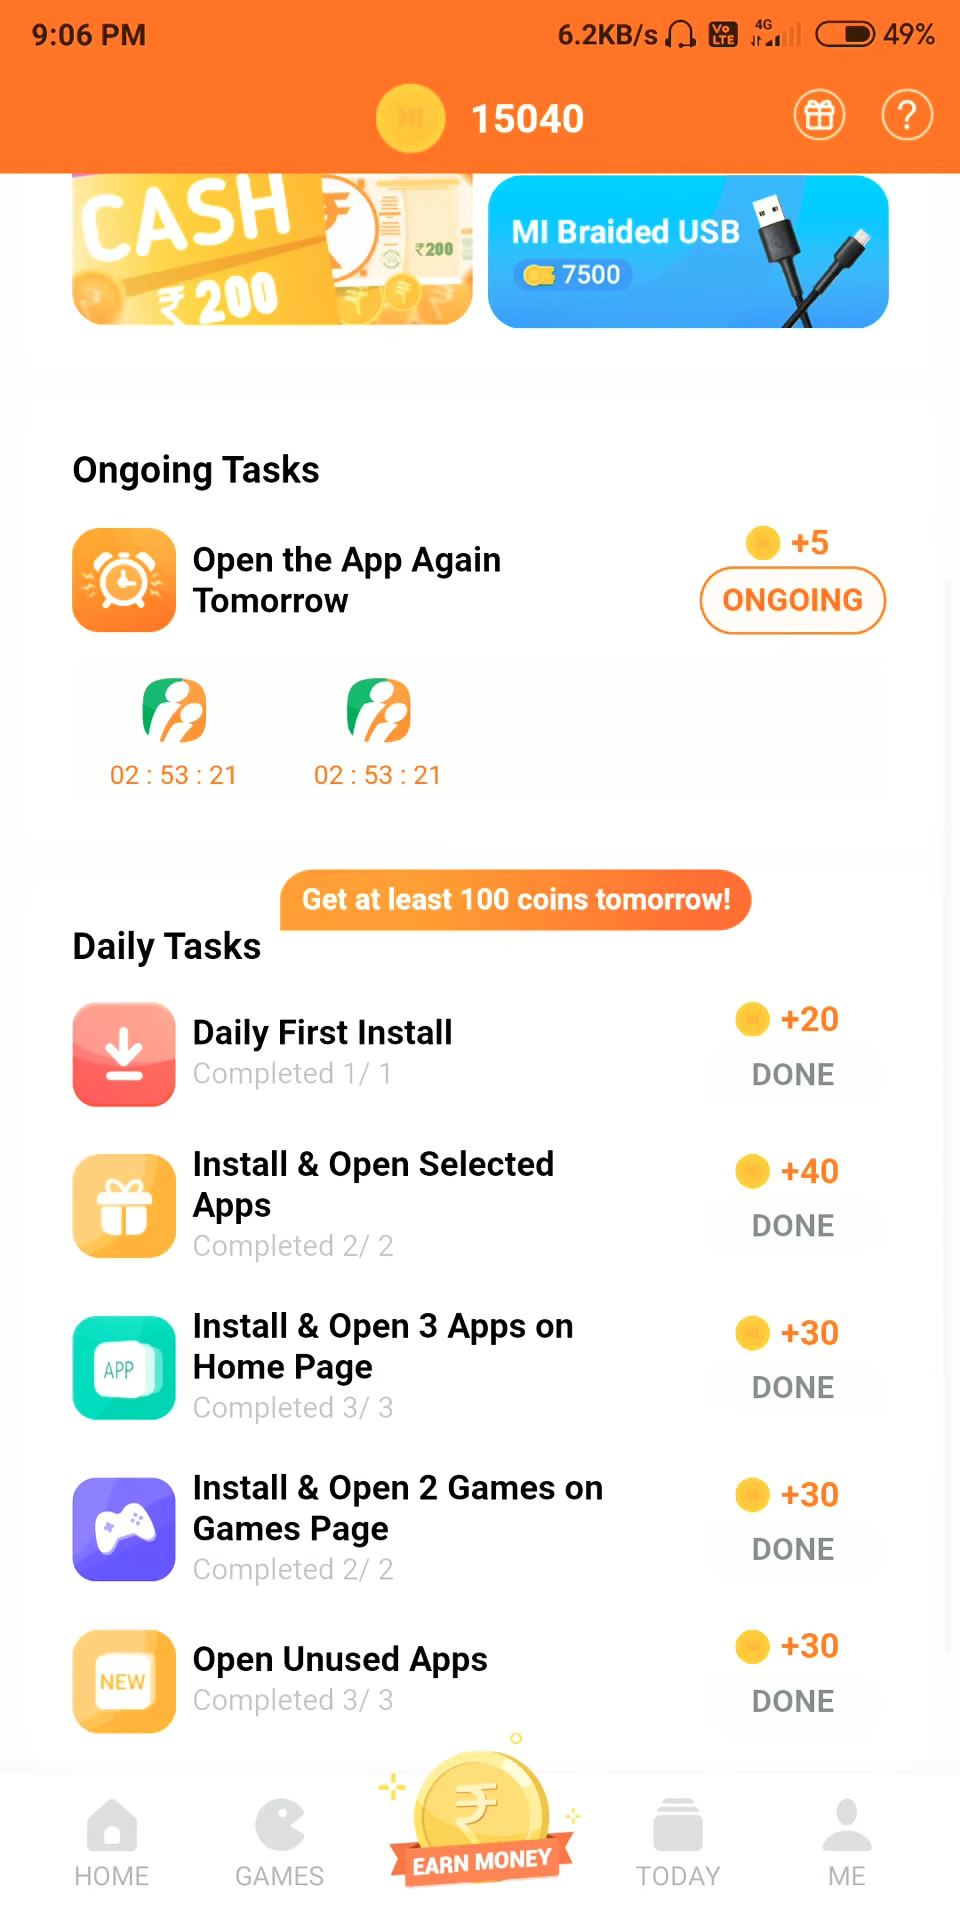 9:06 PM 6.2KB/s Vo LTE 4G 49%
15040 ?
CASH
₹200
₹200
MI Braided USB
7500
Ongoing Tasks
Open the App Again
Tomorrow
+5
ONGOING
02 : 53 : 21 02 : 53 : 21
Get at least 100 coins tomorrow!
Daily Tasks
Daily First Install
Completed 1/ 1
+20
DONE
Install & Open Selected
Apps
Completed 2/ 2
+40
DONE
APP
Install & Open 3 Apps on
Home Page
Completed 3/ 3
+30
DONE
Install & Open 2 Games on
Games Page
Completed 2/ 2
+30
DONE
NEW
Open Unused Apps
Completed 3/ 3
+30
DONE
₹
HOME GAMES EARN MONEY TODAY ME